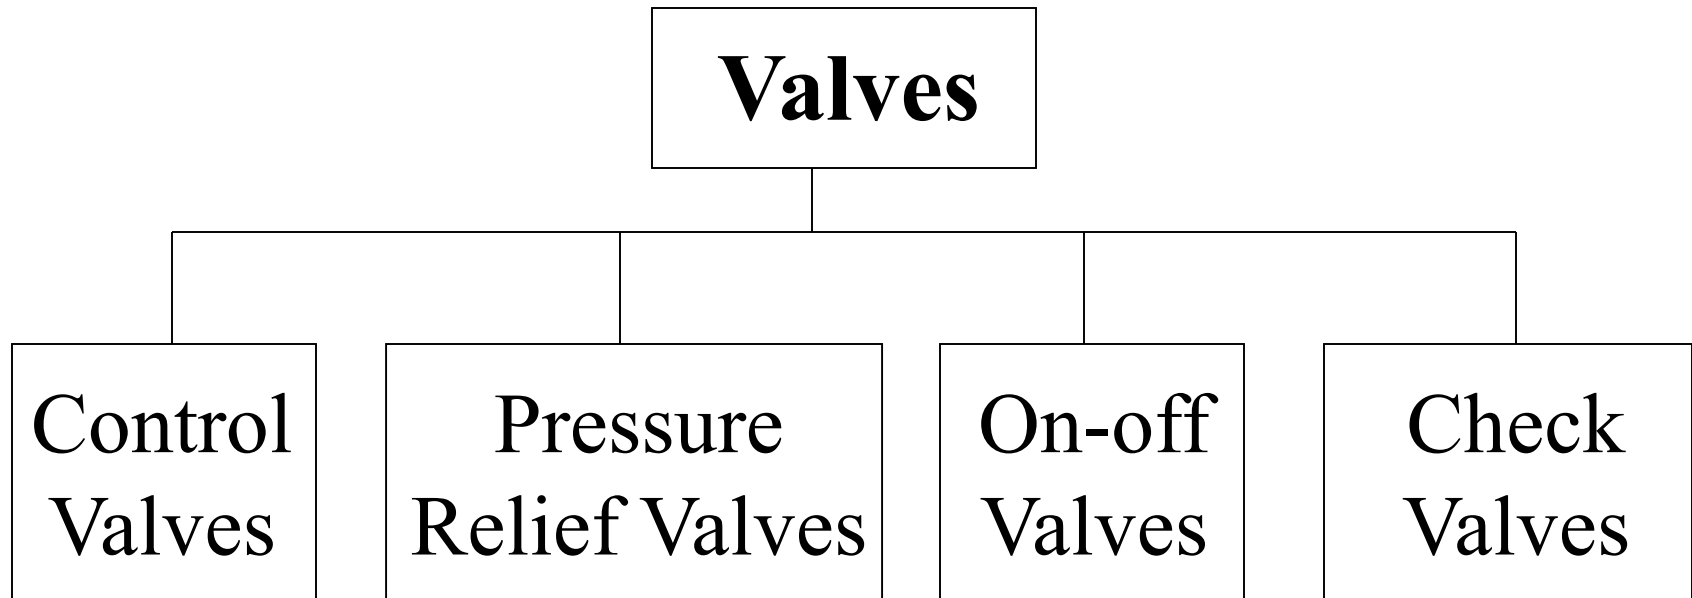 Valves
Control
Valves
Pressure
Relief Valves
On-off
Valves
Check
Valves